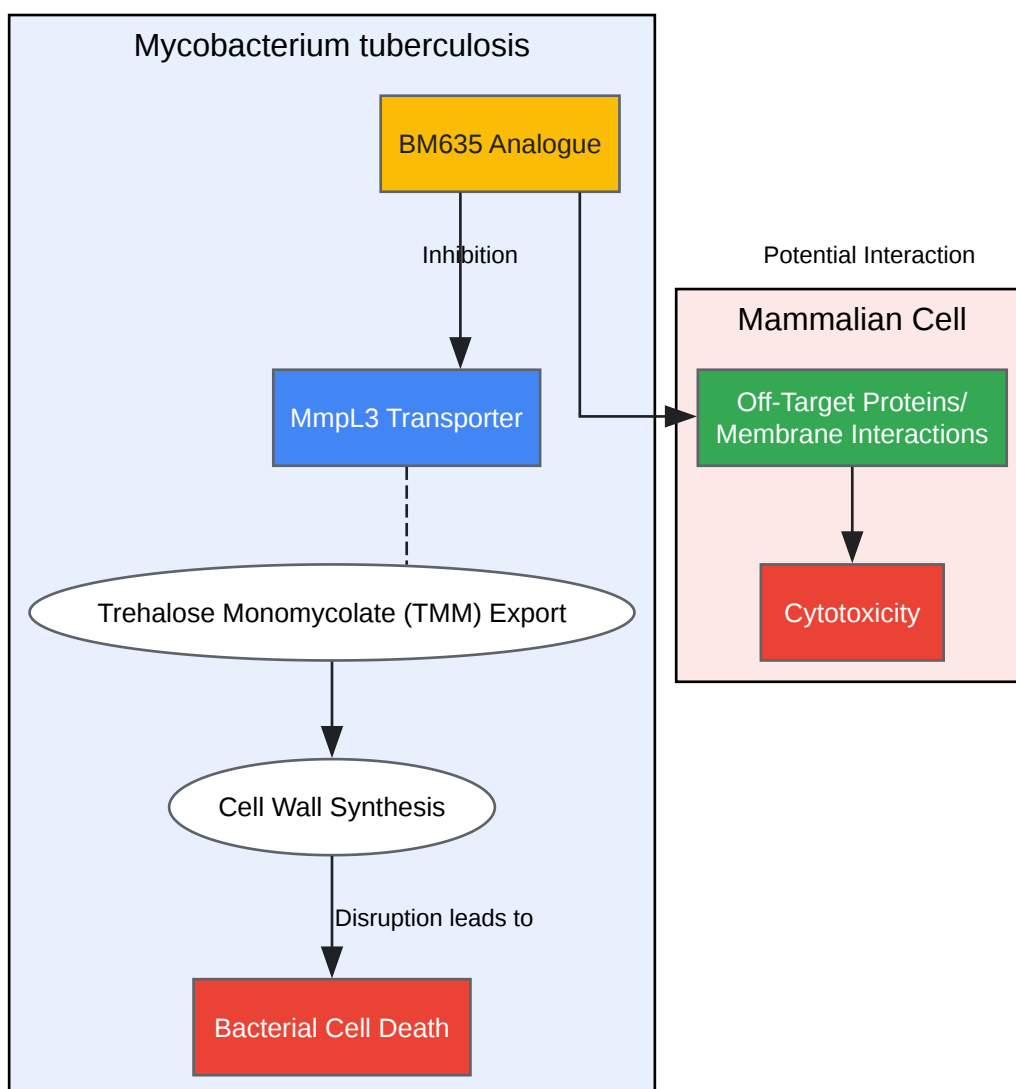 Mycobacterium tuberculosis
BM635 Analogue
Inhibition
Potential Interaction
Mammalian Cell
MmpL3 Transporter
Off-Target Proteins/
Membrane Interactions
Trehalose Monomycolate (TMM) Export
Cytotoxicity
Cell Wall Synthesis
Disruption leads to
Bacterial Cell Death